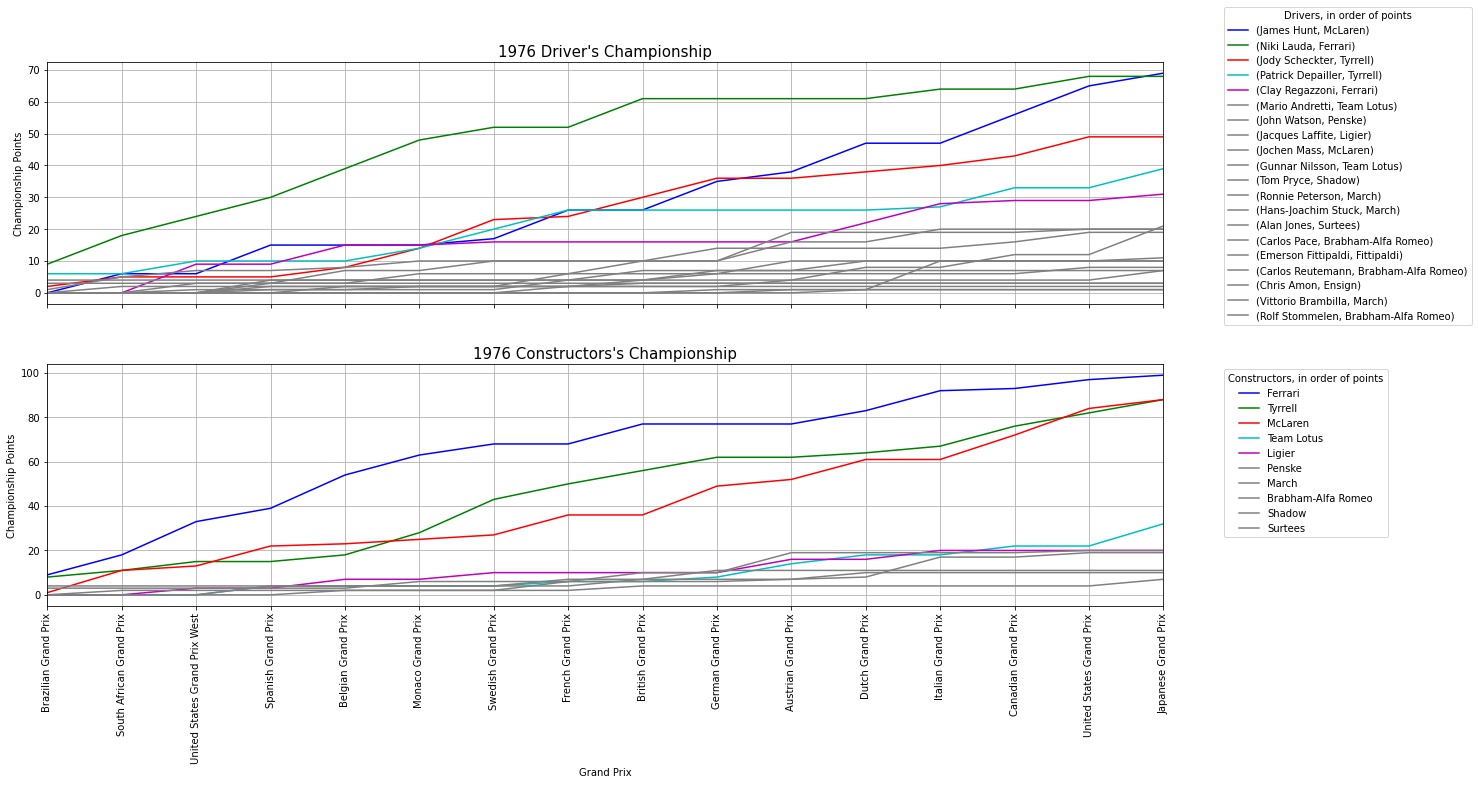 1976 Driver's Championship
Championship Points
70
60
50
40
30
20
10
0
Drivers, in order of points
(James Hunt, McLaren)
(Niki Lauda, Ferrari)
(Jody Scheckter, Tyrrell)
(Patrick Depailler, Tyrrell)
(Clay Regazzoni, Ferrari)
(Mario Andretti, Team Lotus)
(John Watson, Penske)
(Jacques Laffite, Ligier)
(Jochen Mass, McLaren)
(Gunnar Nilsson, Team Lotus)
(Tom Pryce, Shadow)
(Ronnie Peterson, March)
(Hans-Joachim Stuck, March)
(Alan Jones, Surtees)
(Carlos Pace, Brabham-Alfa Romeo)
(Emerson Fittipaldi, Fittipaldi)
(Carlos Reutemann, Brabham-Alfa Romeo)
(Chris Amon, Ensign)
(Vittorio Brambilla, March)
(Rolf Stommelen, Brabham-Alfa Romeo)
1976 Constructors's Championship
Championship Points
100
80
60
40
20
0
Constructors, in order of points
Ferrari
Tyrrell
McLaren
Team Lotus
Ligier
Penske
March
Brabham-Alfa Romeo
Shadow
Surtees
Brazilian Grand Prix
South African Grand Prix
United States Grand Prix West
Spanish Grand Prix
Belgian Grand Prix
Monaco Grand Prix
Swedish Grand Prix
French Grand Prix
British Grand Prix
German Grand Prix
Austrian Grand Prix
Dutch Grand Prix
Italian Grand Prix
Canadian Grand Prix
United States Grand Prix
Japanese Grand Prix
Grand Prix